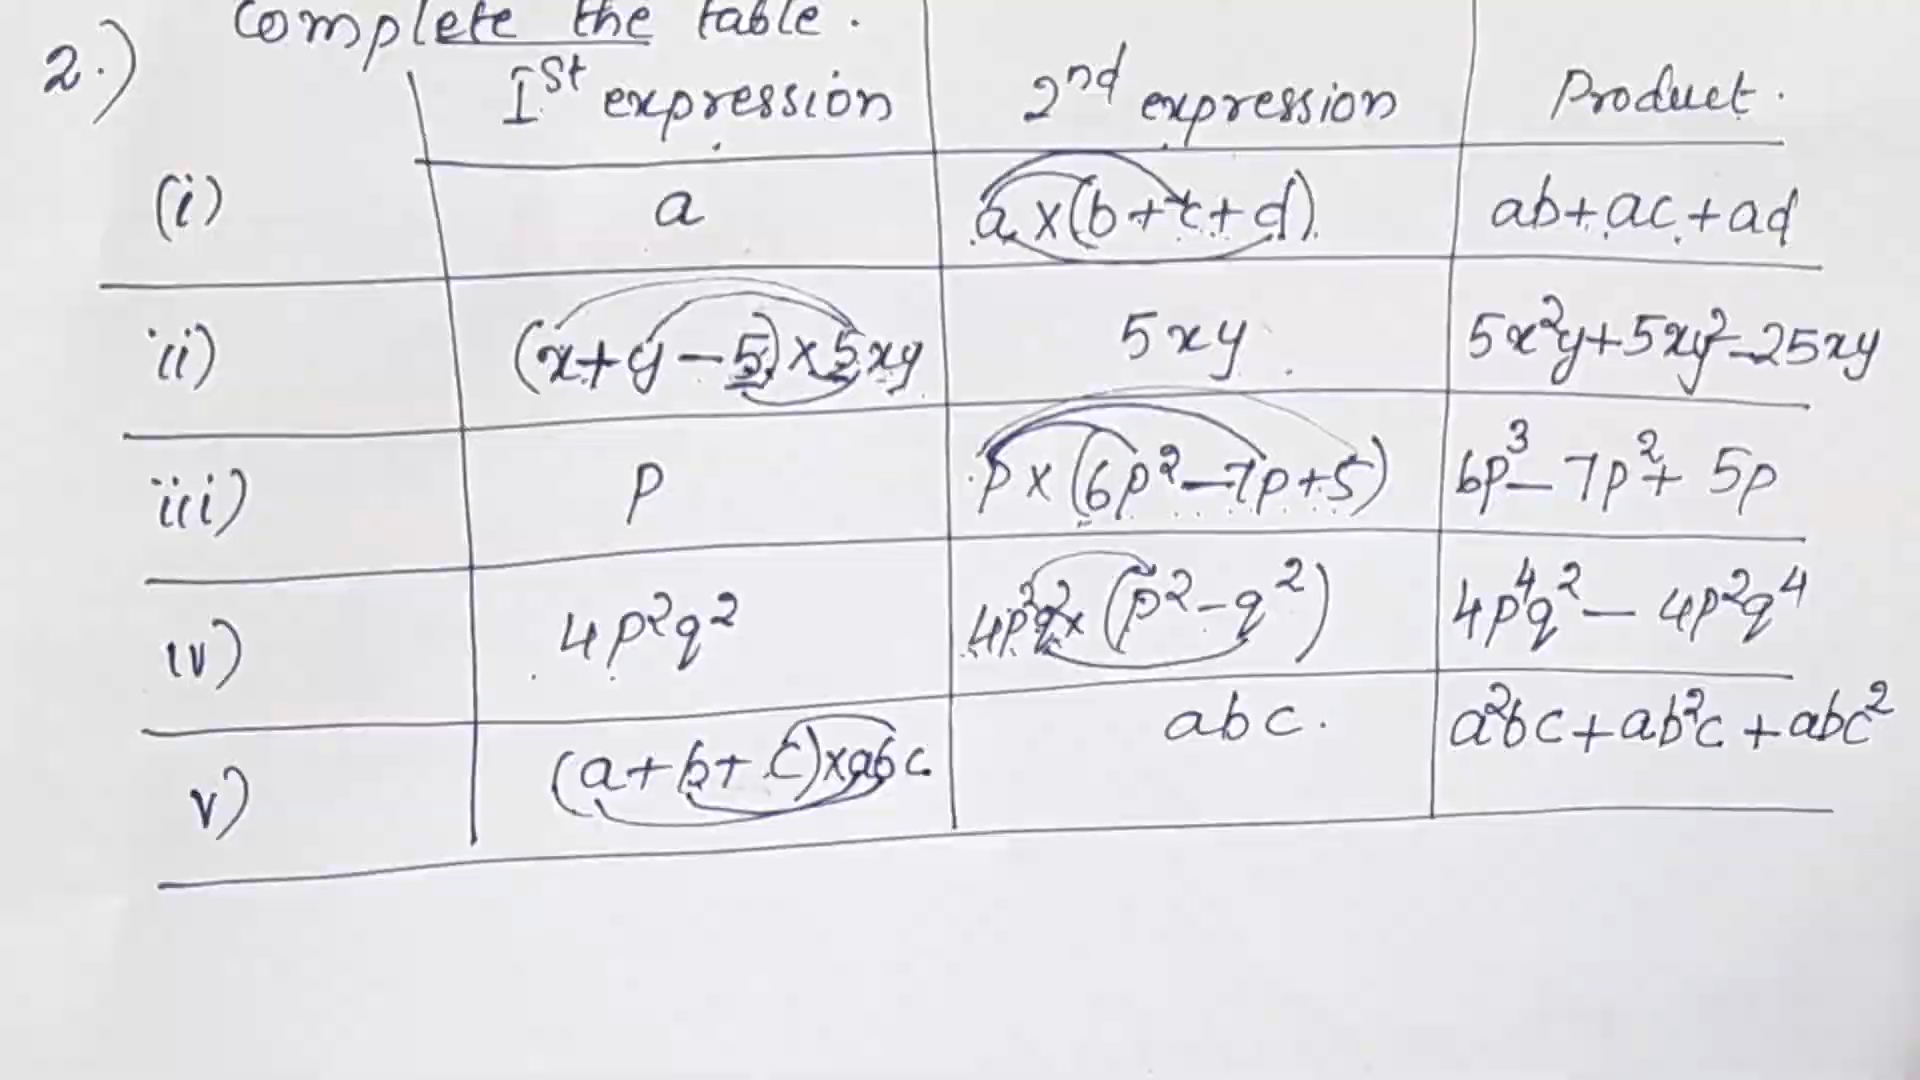 2.) Complete the table.
Ist expression 2nd expression Product.
(i) a a×(b+c+d) ab+ac+ad
ii) (x+y-5)×5xy 5xy 5x²y+5xy²-25xy
iii) p p×(6p²-7p+5) 6p³-7p²+5p
iv) 4p²q² 4p²q²×(p²-q²) 4p⁴q²-4p²q⁴
v) (a+b+c)×abc abc. a²bc+ab²c+abc²